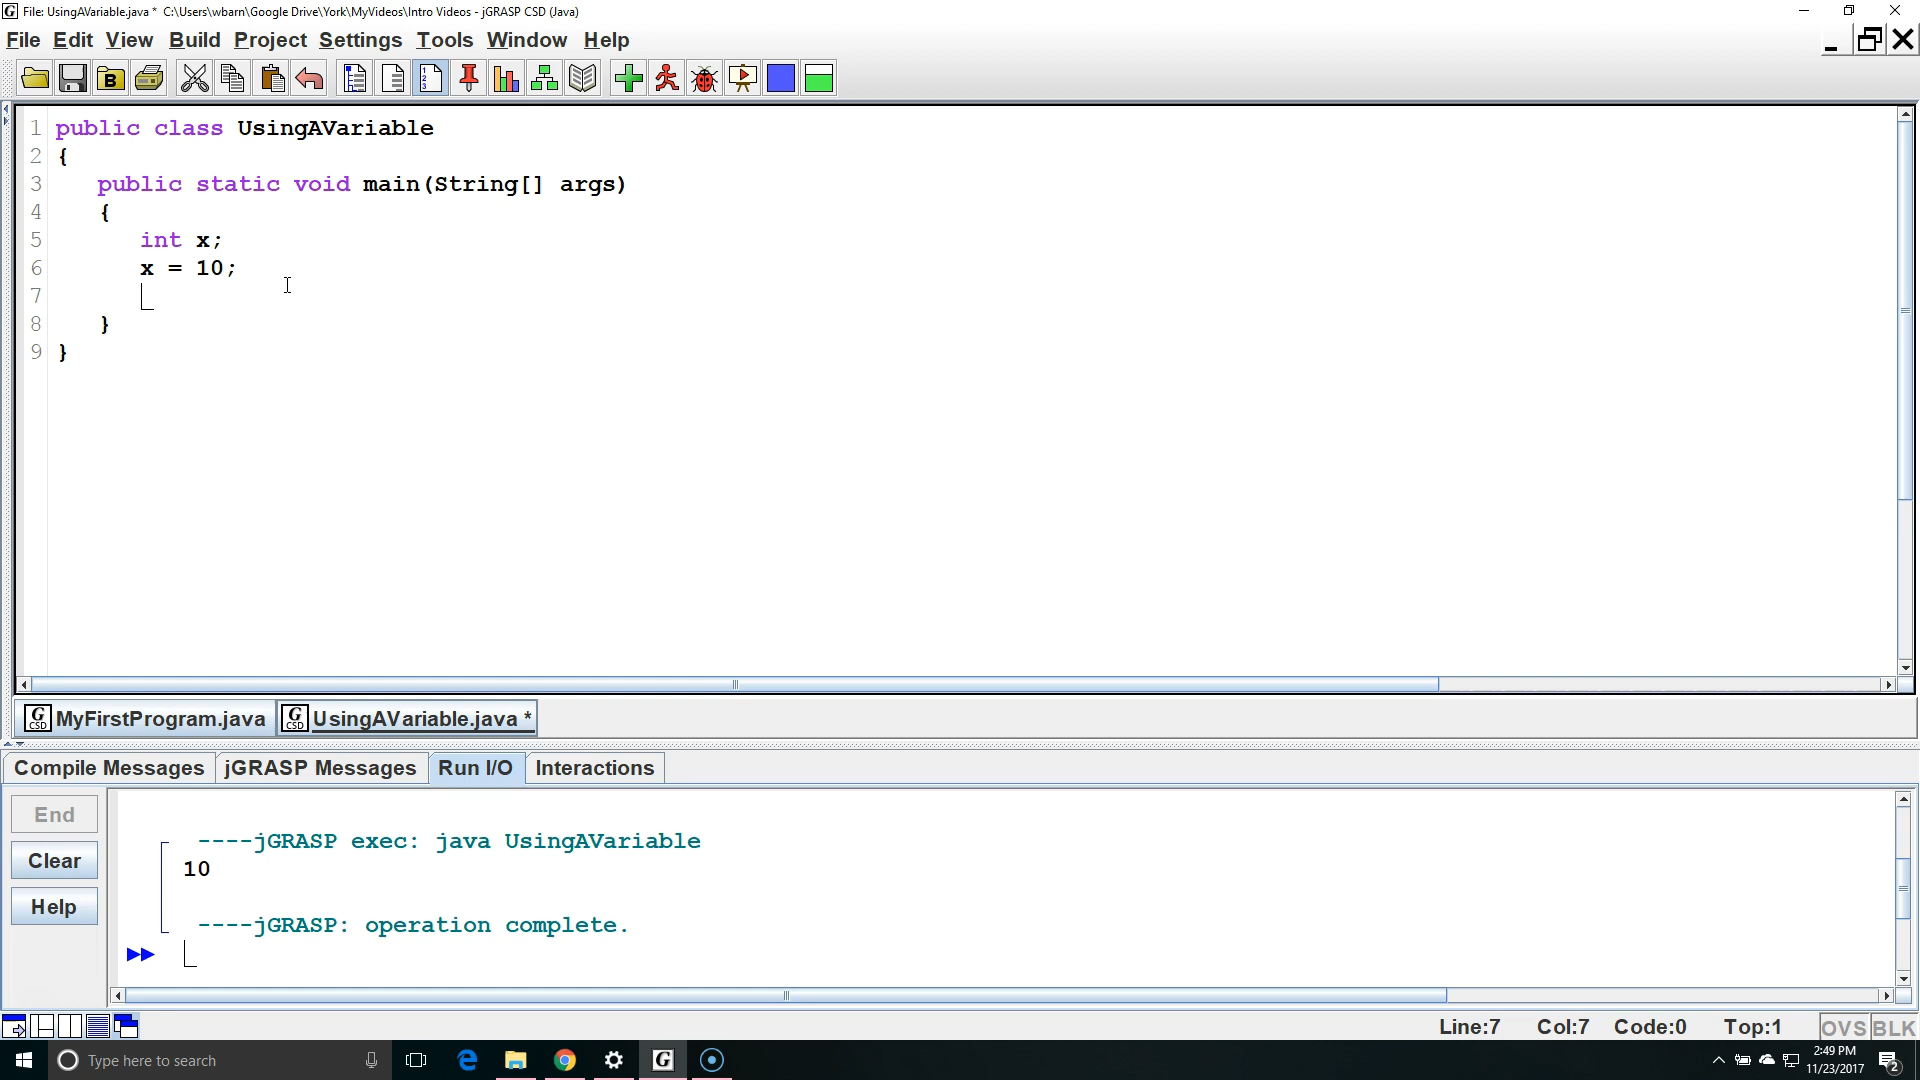 File: UsingAVariable.java * C:\Users\wbarn\Google Drive\York\MyVideos\Intro Videos - jGRASP CSD (Java)
File Edit View Build Project Settings Tools Window Help
1 public class UsingAVariable
2 {
3 public static void main(String[] args)
4 {
5 int x;
6 x = 10;
7
8 }
9 }
MyFirstProgram.java UsingAVariable.java *
Compile Messages jGRASP Messages Run I/O Interactions
End
Clear
Help
----jGRASP exec: java UsingAVariable
10
----jGRASP: operation complete.
Line:7 Col:7 Code:0 Top:1 OVS BLK
Type here to search
2:49 PM
11/23/2017
2